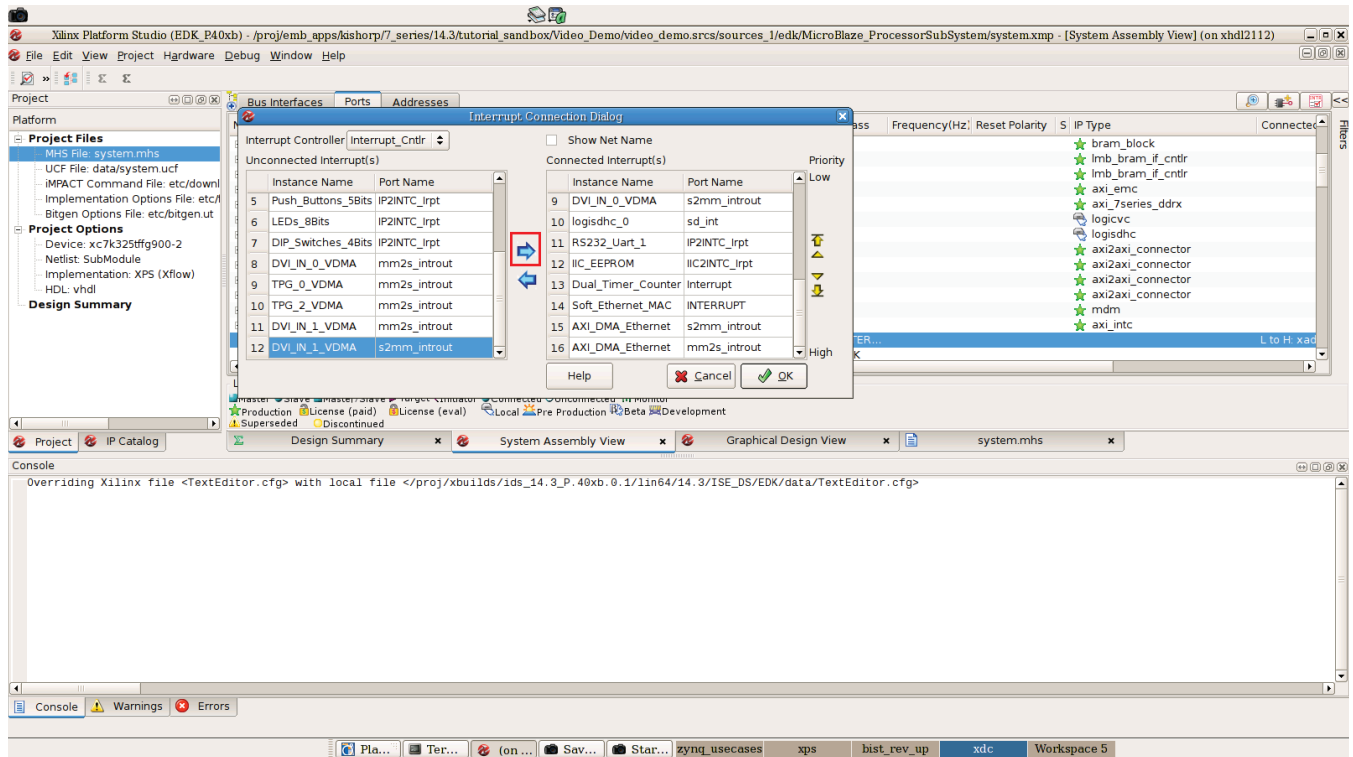 Xilinx Platform Studio (EDK_P.40xb) - /proj/emb_apps/kishorp/7_series/14.3/tutorial_sandbox/Video_Demo/video_demo.srcs/sources_1/edk/MicroBlaze_ProcessorSubSystem/system.xmp - [System Assembly View] (on xhdl2112)
File Edit View Project Hardware Debug Window Help
Project
Platform
Project Files
MHS File: system.mhs
UCF File: data/system.ucf
iMPACT Command File: etc/downl
Implementation Options File: etc/f
Bitgen Options File: etc/bitgen.ut
Project Options
Device: xc7k325tffg900-2
Netlist: SubModule
Implementation: XPS (Xflow)
HDL: vhdl
Design Summary
Project IP Catalog
Bus Interfaces Ports Addresses
Interrupt Connection Dialog
Interrupt Controller Interrupt_Cntlr Show Net Name
Unconnected Interrupt(s)
Instance Name Port Name
5 Push_Buttons_5Bits IP2INTC_Irpt
6 LEDs_8Bits IP2INTC_Irpt
7 DIP_Switches_4Bits IP2INTC_Irpt
8 DVI_IN_0_VDMA mm2s_introut
9 TPG_0_VDMA mm2s_introut
10 TPG_2_VDMA mm2s_introut
11 DVI_IN_1_VDMA mm2s_introut
12 DVI_IN_1_VDMA s2mm_introut
Connected Interrupt(s) Priority
Instance Name Port Name Low
9 DVI_IN_0_VDMA s2mm_introut
10 logisdhc_0 sd_int
11 RS232_Uart_1 IP2INTC_Irpt
12 IIC_EEPROM IIC2INTC_Irpt
13 Dual_Timer_Counter Interrupt
14 Soft_Ethernet_MAC INTERRUPT
15 AXI_DMA_Ethernet s2mm_introut
16 AXI_DMA_Ethernet mm2s_introut High
Help Cancel OK
ass Frequency(Hz) Reset Polarity S IP Type Connected
Filters
bram_block
lmb_bram_if_cntlr
lmb_bram_if_cntlr
axi_emc
axi_7series_ddrx
logicvc
logisdhc
axi2axi_connector
axi2axi_connector
axi2axi_connector
axi2axi_connector
mdm
axi_intc
TER... L to H: xad
K
Production License (paid) License (eval) Local Pre Production Beta Development
Superseded Discontinued
Design Summary System Assembly View Graphical Design View system.mhs
Console
Overriding Xilinx file <TextEditor.cfg> with local file </proj/xbuilds/ids_14.3_P.40xb.0.1/lin64/14.3/ISE_DS/EDK/data/TextEditor.cfg>
Console Warnings Errors
Pla... Ter... (on ... Sav... Star... zynq_usecases xps bist_rev_up xdc Workspace 5